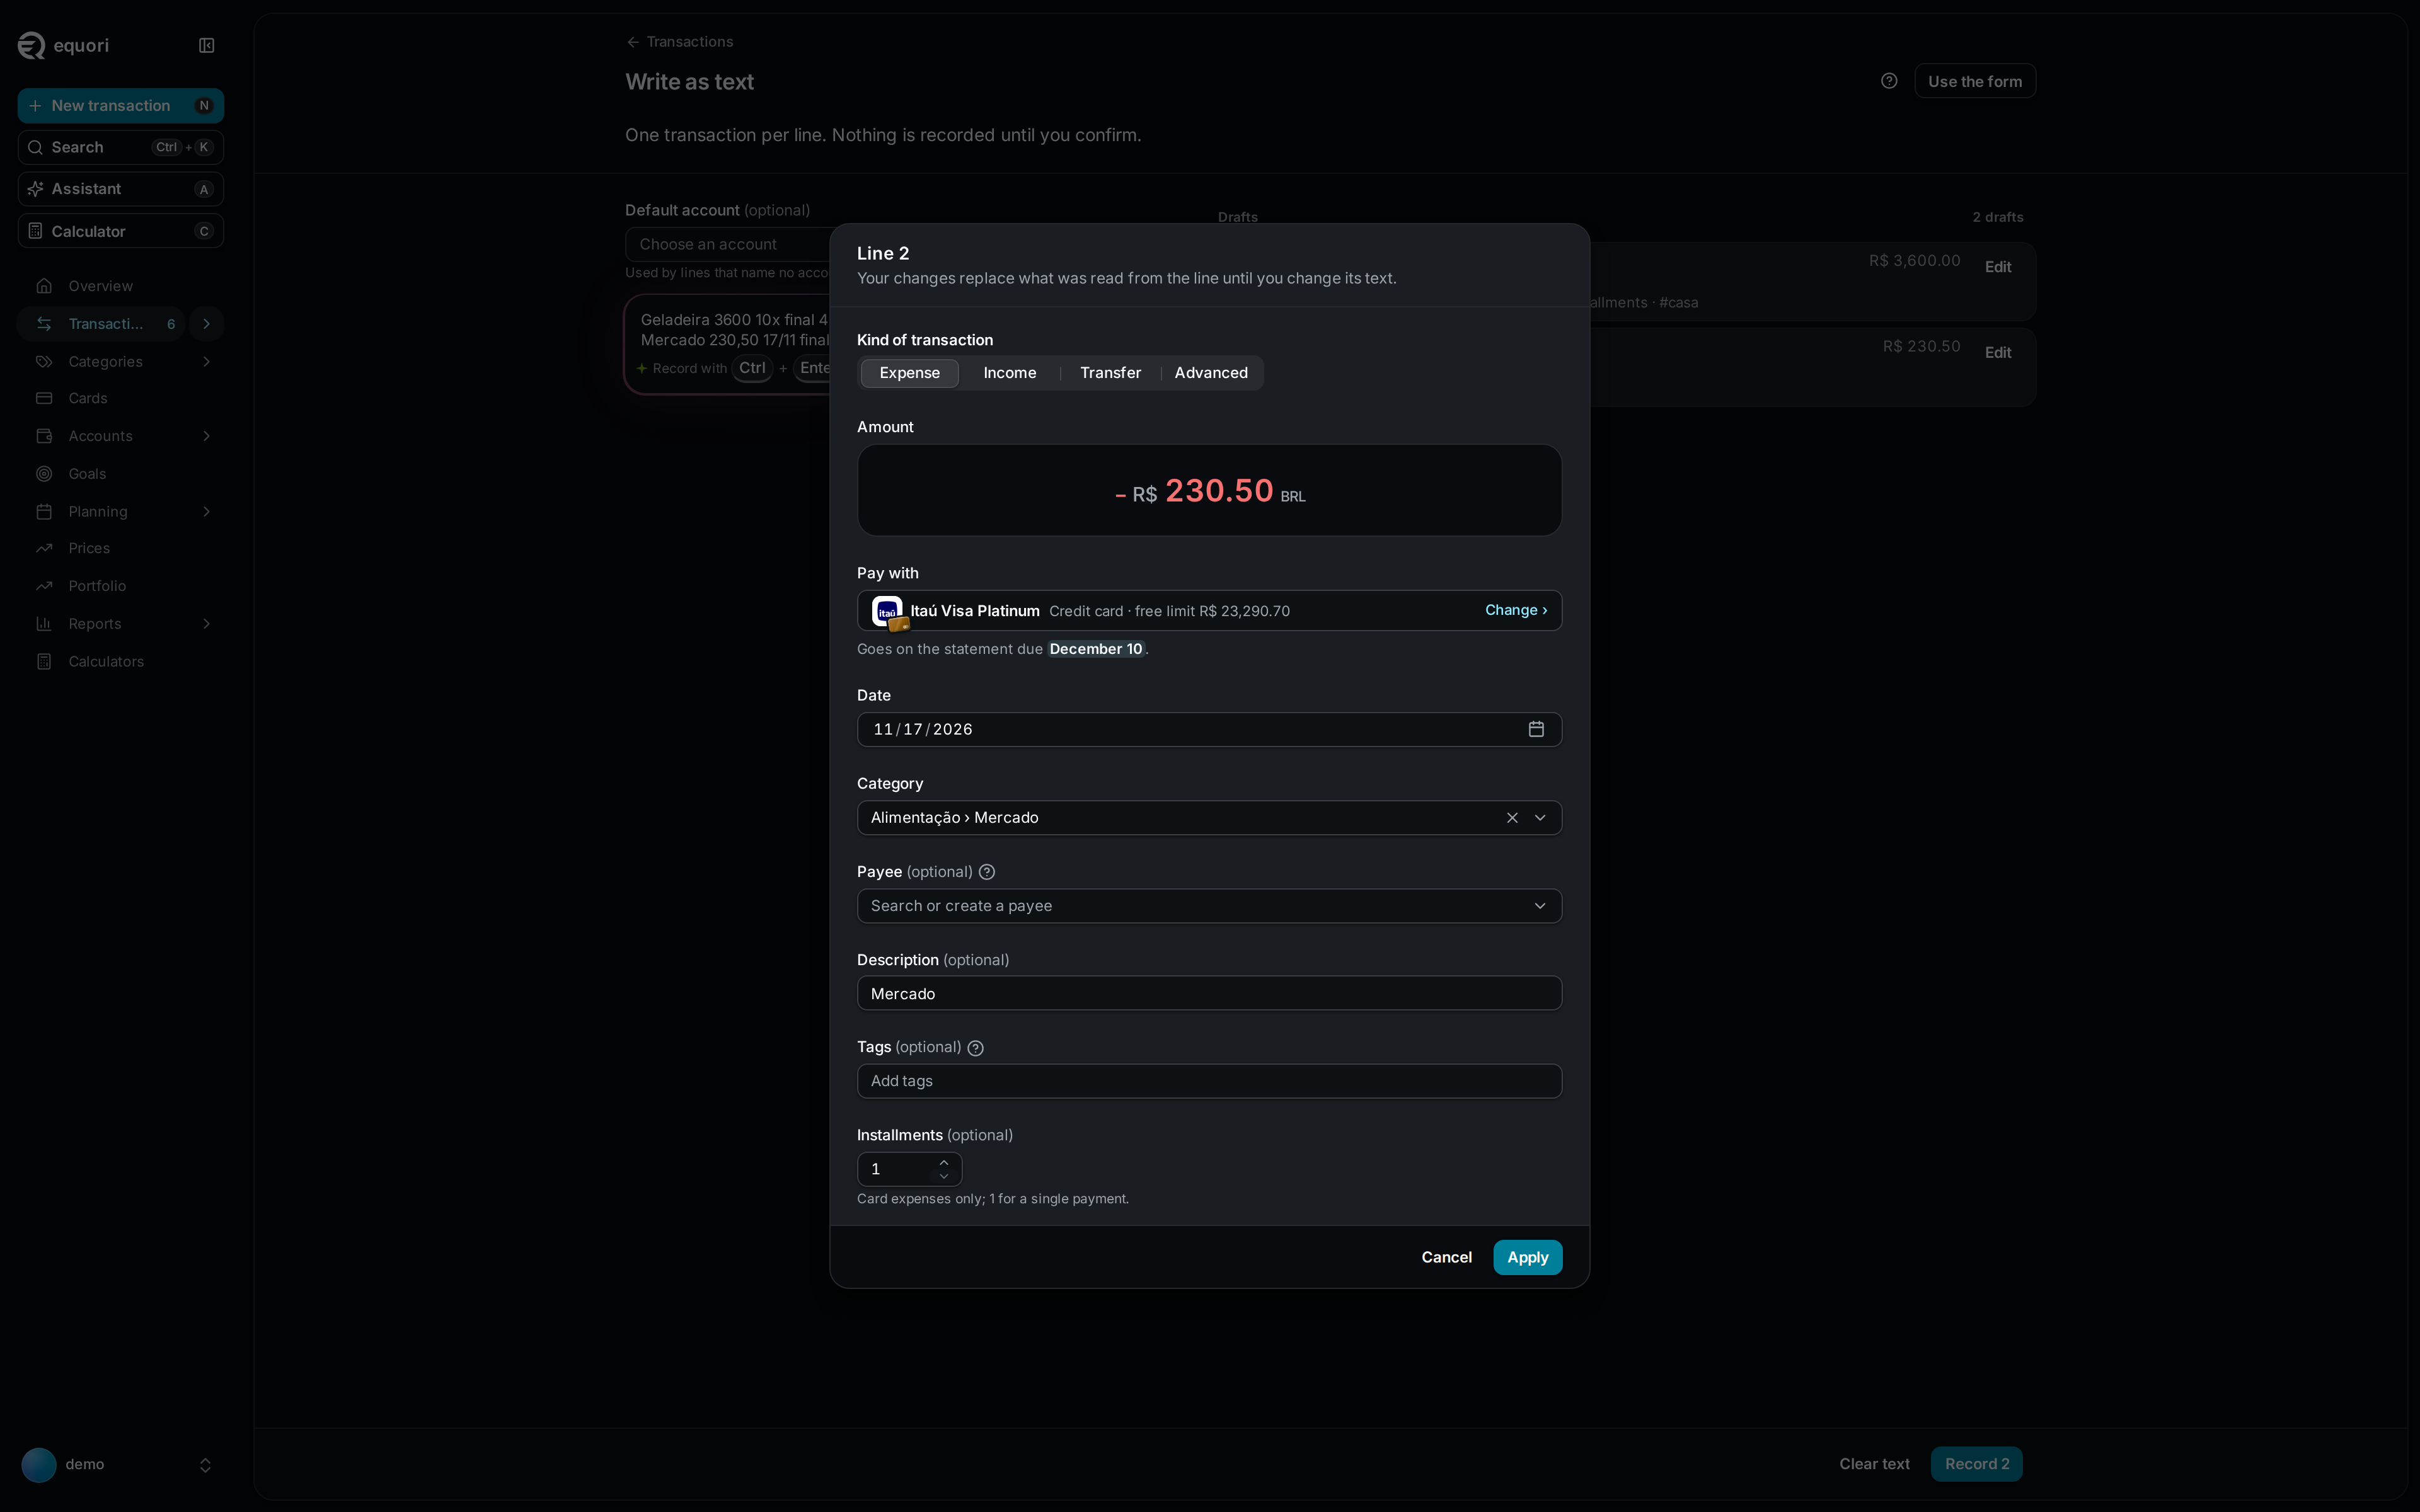 equori
New transaction N
Search Ctrl + K
Assistant A
Calculator C
Overview
Transacti... 6
Categories
Cards
Accounts
Goals
Planning
Prices
Portfolio
Reports
Calculators
demo
Transactions
Write as text
Use the form
One transaction per line. Nothing is recorded until you confirm.
Default account (optional)
Choose an account
Used by lines that name no acco
Geladeira 3600 10x final 4
Mercado 230,50 17/11 final
Record with Ctrl + Ente
Drafts
2 drafts
R$ 3,600.00
Edit
allments · #casa
R$ 230.50
Edit
Line 2
Your changes replace what was read from the line until you change its text.
Kind of transaction
Expense Income | Transfer | Advanced
Amount
− R$ 230.50 BRL
Pay with
itaú
Itaú Visa Platinum Credit card · free limit R$ 23,290.70 Change ›
Goes on the statement due December 10.
Date
11/17/2026
Category
Alimentação › Mercado
Payee (optional)
Search or create a payee
Description (optional)
Mercado
Tags (optional)
Add tags
Installments (optional)
1
Card expenses only; 1 for a single payment.
Cancel Apply
Clear text Record 2